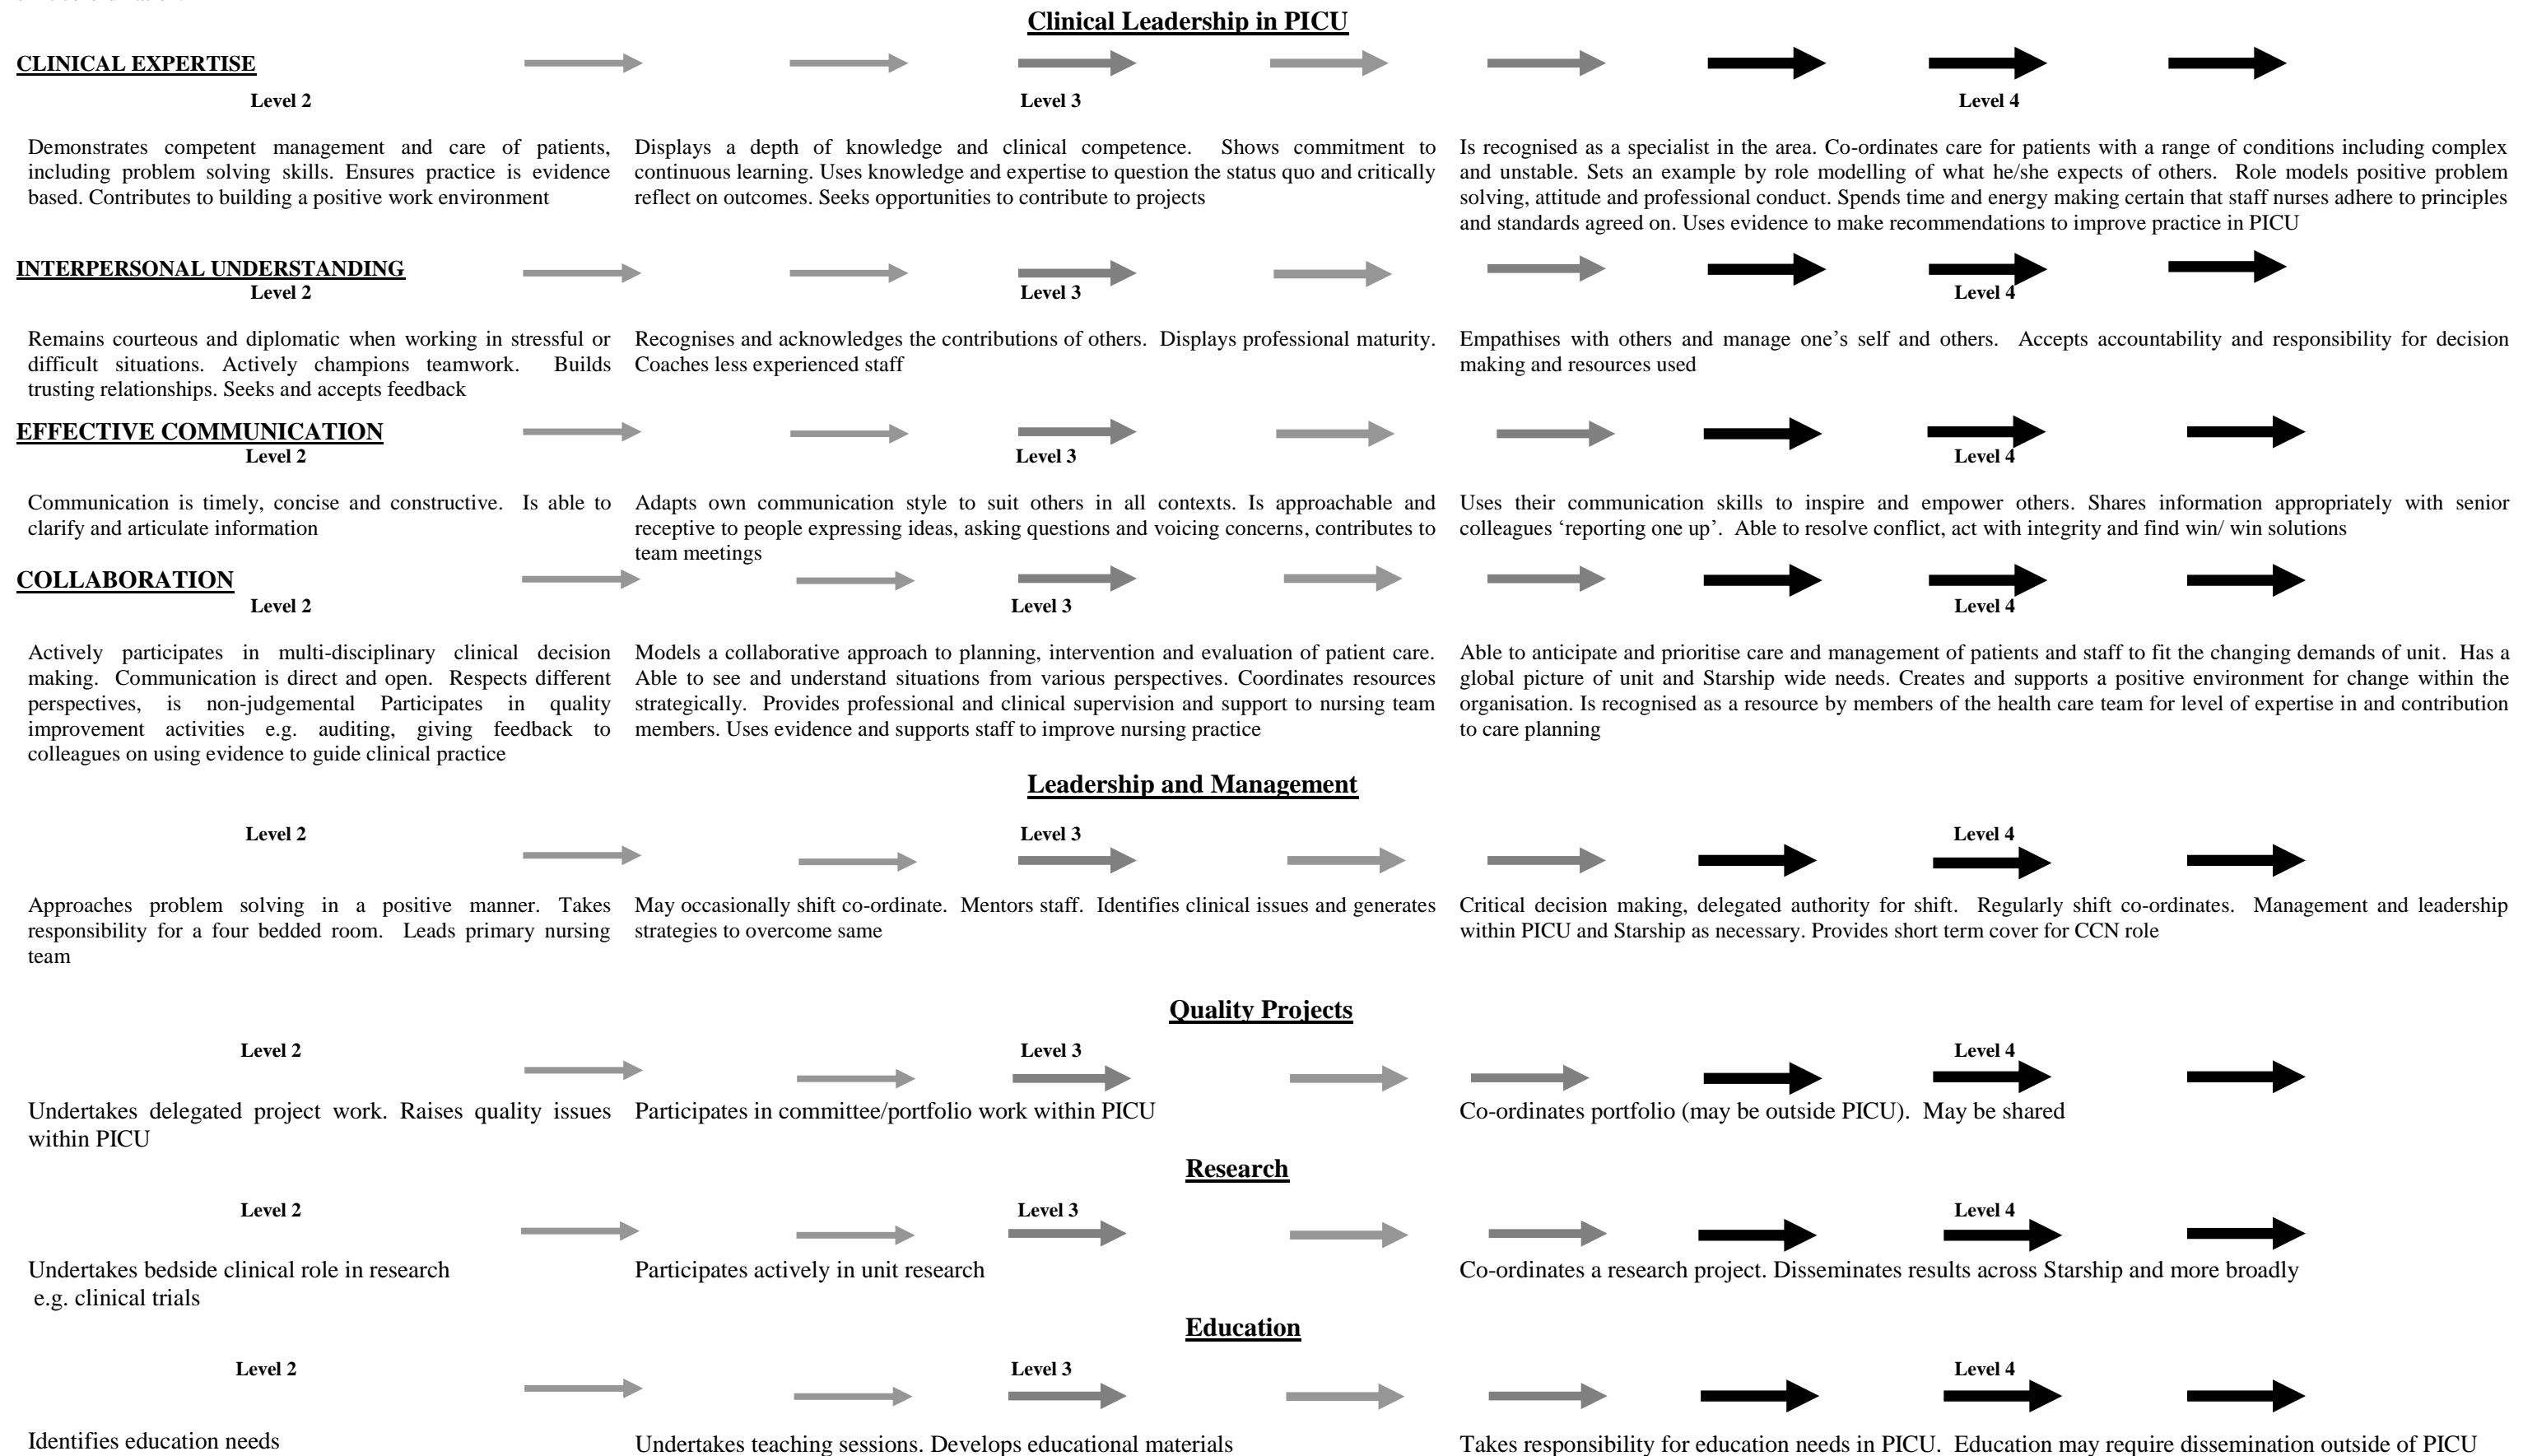 Clinical Leadership in PICU
CLINICAL EXPERTISE
Level 2
Level 3
Level 4
Demonstrates competent management and care of patients,
including problem solving skills. Ensures practice is evidence
based. Contributes to building a positive work environment
Displays a depth of knowledge and clinical competence. Shows commitment to
continuous learning. Uses knowledge and expertise to question the status quo and critically
reflect on outcomes. Seeks opportunities to contribute to projects
Is recognised as a specialist in the area. Co-ordinates care for patients with a range of conditions including complex
and unstable. Sets an example by role modelling of what he/she expects of others. Role models positive problem
solving, attitude and professional conduct. Spends time and energy making certain that staff nurses adhere to principles
and standards agreed on. Uses evidence to make recommendations to improve practice in PICU
INTERPERSONAL UNDERSTANDING
Level 2
Level 3
Level 4
Remains courteous and diplomatic when working in stressful or
difficult situations. Actively champions teamwork. Builds
trusting relationships. Seeks and accepts feedback
Recognises and acknowledges the contributions of others. Displays professional maturity.
Coaches less experienced staff
Empathises with others and manage one's self and others. Accepts accountability and responsibility for decision
making and resources used
EFFECTIVE COMMUNICATION
Level 2
Level 3
Level 4
Communication is timely, concise and constructive. Is able to
clarify and articulate information
Adapts own communication style to suit others in all contexts. Is approachable and
receptive to people expressing ideas, asking questions and voicing concerns, contributes to
team meetings
Uses their communication skills to inspire and empower others. Shares information appropriately with senior
colleagues ‘reporting one up’. Able to resolve conflict, act with integrity and find win/ win solutions
COLLABORATION
Level 2
Level 3
Level 4
Actively participates in multi-disciplinary clinical decision
making. Communication is direct and open. Respects different
perspectives, is non-judgemental Participates in quality
improvement activities e.g. auditing, giving feedback to
colleagues on using evidence to guide clinical practice
Models a collaborative approach to planning, intervention and evaluation of patient care.
Able to see and understand situations from various perspectives. Coordinates resources
strategically. Provides professional and clinical supervision and support to nursing team
members. Uses evidence and supports staff to improve nursing practice
Able to anticipate and prioritise care and management of patients and staff to fit the changing demands of unit. Has a
global picture of unit and Starship wide needs. Creates and supports a positive environment for change within the
organisation. Is recognised as a resource by members of the health care team for level of expertise in and contribution
to care planning
Leadership and Management
Level 2
Level 3
Level 4
Approaches problem solving in a positive manner. Takes
responsibility for a four bedded room. Leads primary nursing
team
May occasionally shift co-ordinate. Mentors staff. Identifies clinical issues and generates
strategies to overcome same
Critical decision making, delegated authority for shift. Regularly shift co-ordinates. Management and leadership
within PICU and Starship as necessary. Provides short term cover for CCN role
Quality Projects
Level 2
Level 3
Level 4
Undertakes delegated project work. Raises quality issues
within PICU
Participates in committee/portfolio work within PICU
Co-ordinates portfolio (may be outside PICU). May be shared
Research
Level 2
Level 3
Level 4
Undertakes bedside clinical role in research
e.g. clinical trials
Participates actively in unit research
Co-ordinates a research project. Disseminates results across Starship and more broadly
Education
Level 2
Level 3
Level 4
Identifies education needs
Undertakes teaching sessions. Develops educational materials
Takes responsibility for education needs in PICU. Education may require dissemination outside of PICU